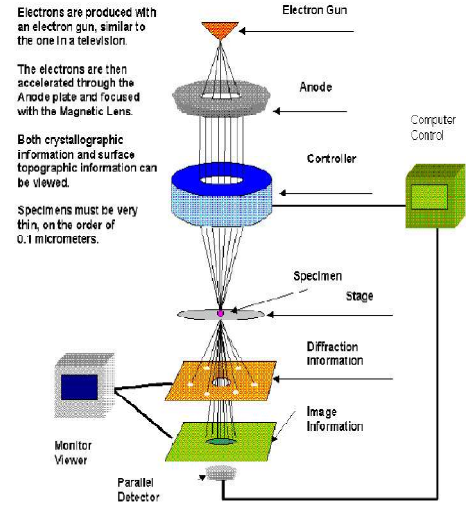 Electrons are produced with
an electron gun, similar to
the one in a television.
The electrons are then
accelerated through the
Anode plate and focused
with the Magnetic Lens.
Both crystallographic
information and surface
topographic information can
be viewed.
Specimens must be very
thin, on the order of
0.1 micrometers.
Electron Gun
Anode
Computer
Control
Controller
Specimen
Stage
Diffraction
Information
Image
Information
Monitor
Viewer
Parallel
Detector